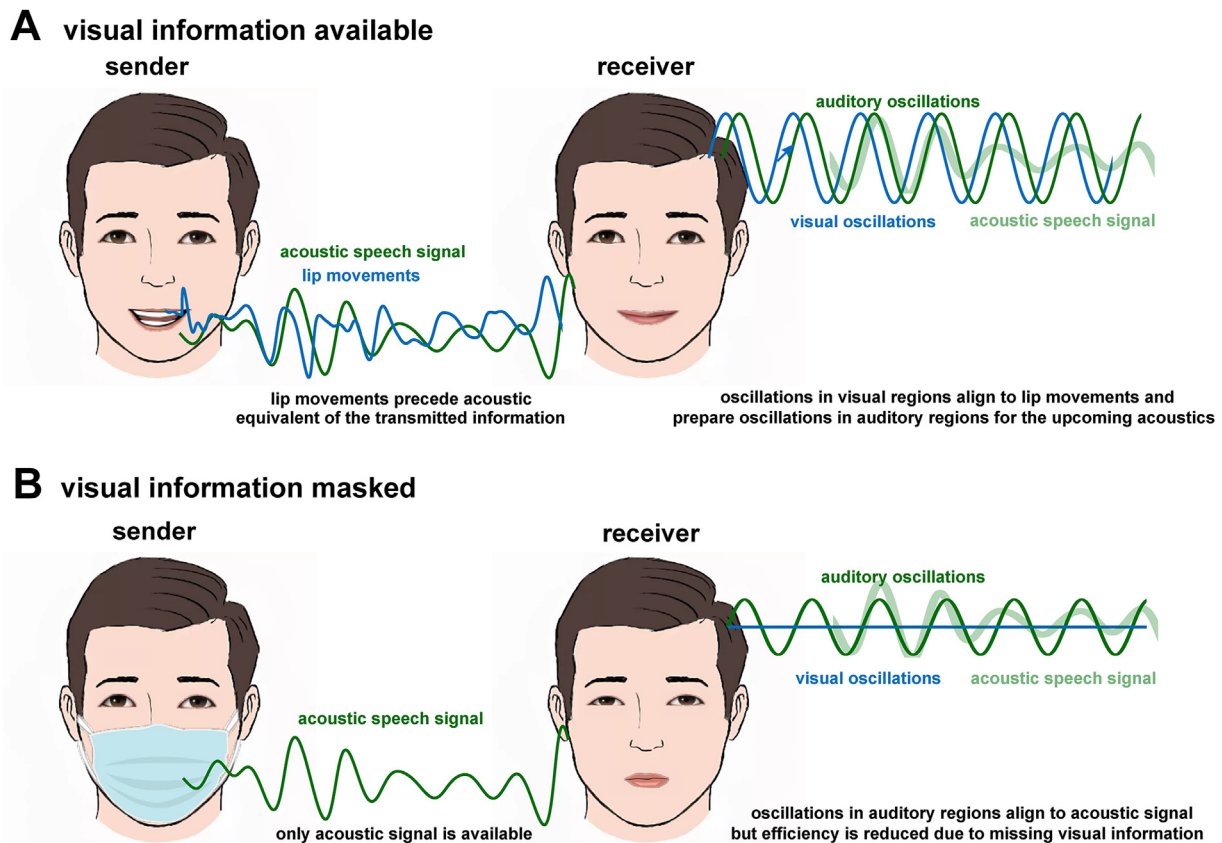 A visual information available
sender
receiver
auditory oscillations
visual oscillations
acoustic speech signal
acoustic speech signal
lip movements
lip movements precede acoustic
equivalent of the transmitted information
oscillations in visual regions align to lip movements and
prepare oscillations in auditory regions for the upcoming acoustics
B visual information masked
sender
receiver
auditory oscillations
visual oscillations
acoustic speech signal
acoustic speech signal
only acoustic signal is available
oscillations in auditory regions align to acoustic signal
but efficiency is reduced due to missing visual information